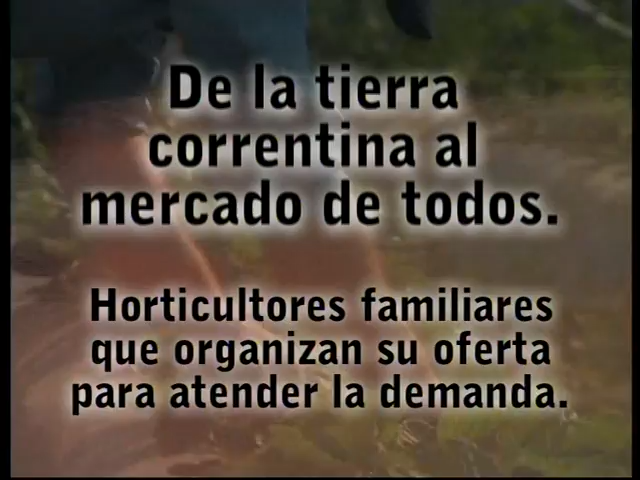 De la tierra
correntina al
mercado de todos.
Horticultores familiares
que organizan su oferta
para atender la demanda.